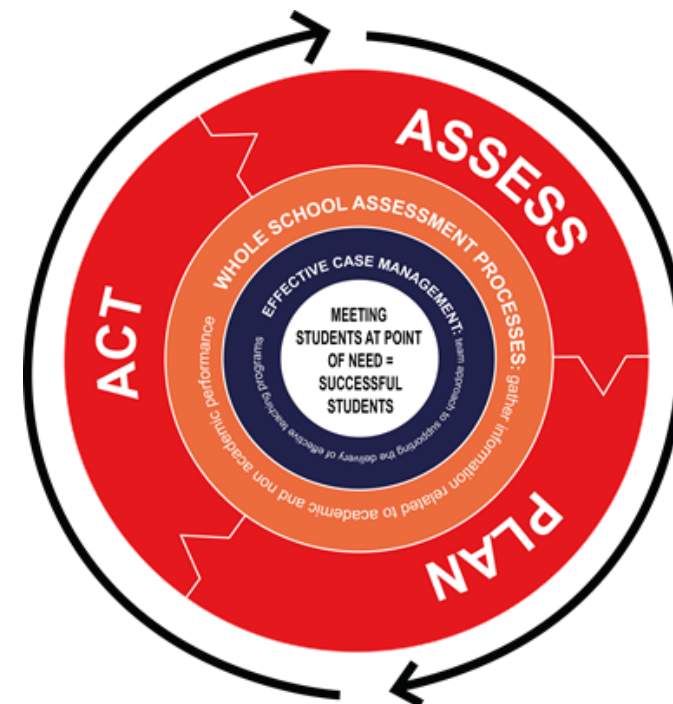 ASSESS
PLAN
ACT
WHOLE SCHOOL ASSESSMENT PROCESSES: gather information related to academic and non academic performance
EFFECTIVE CASE MANAGEMENT: team approach to supporting the delivery of effective teaching programs
MEETING
STUDENTS AT POINT
OF NEED =
SUCCESSFUL
STUDENTS